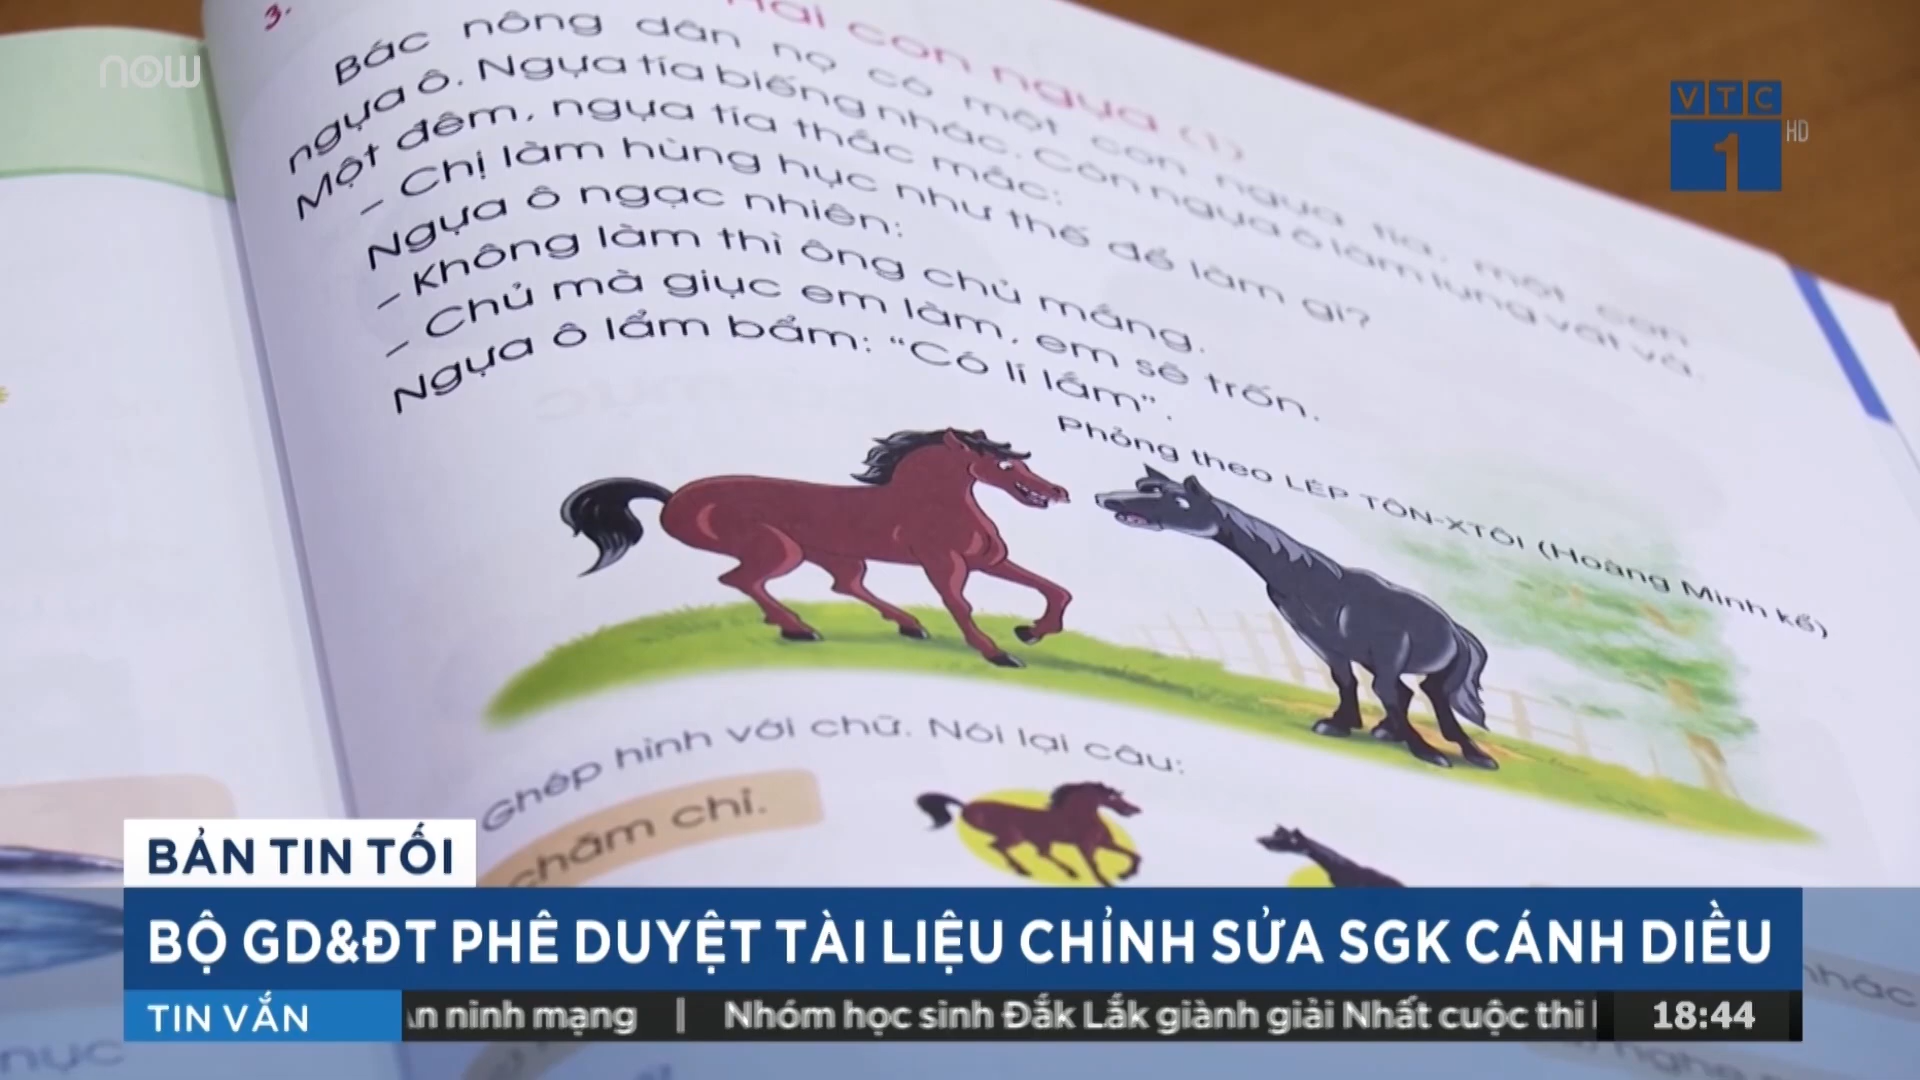 now
VTC
1
HD
3.
Hai con ngựa (1)
Bác nông dân nọ có một con ngựa tía, một con
ngựa ô. Ngựa tía biếng nhác. Còn ngựa ô làm lụng vất vả.
Một đêm, ngựa tía thắc mắc:
– Chị làm hùng hục như thế để làm gì?
Ngựa ô ngạc nhiên:
– Không làm thì ông chủ mắng.
– Chủ mà giục em làm, em sẽ trốn.
Ngựa ô lẩm bẩm: “Có lí lắm”.
Phỏng theo LÉP TÔN-XTÔI (Hoàng Minh kể)
Ghép hình với chữ. Nói lại câu:
chăm chỉ.
nhác
BẢN TIN TỐI
BỘ GD&ĐT PHÊ DUYỆT TÀI LIỆU CHỈNH SỬA SGK CÁNH DIỀU
TIN VẮN
An ninh mạng | Nhóm học sinh Đắk Lắk giành giải Nhất cuộc thi
18:44